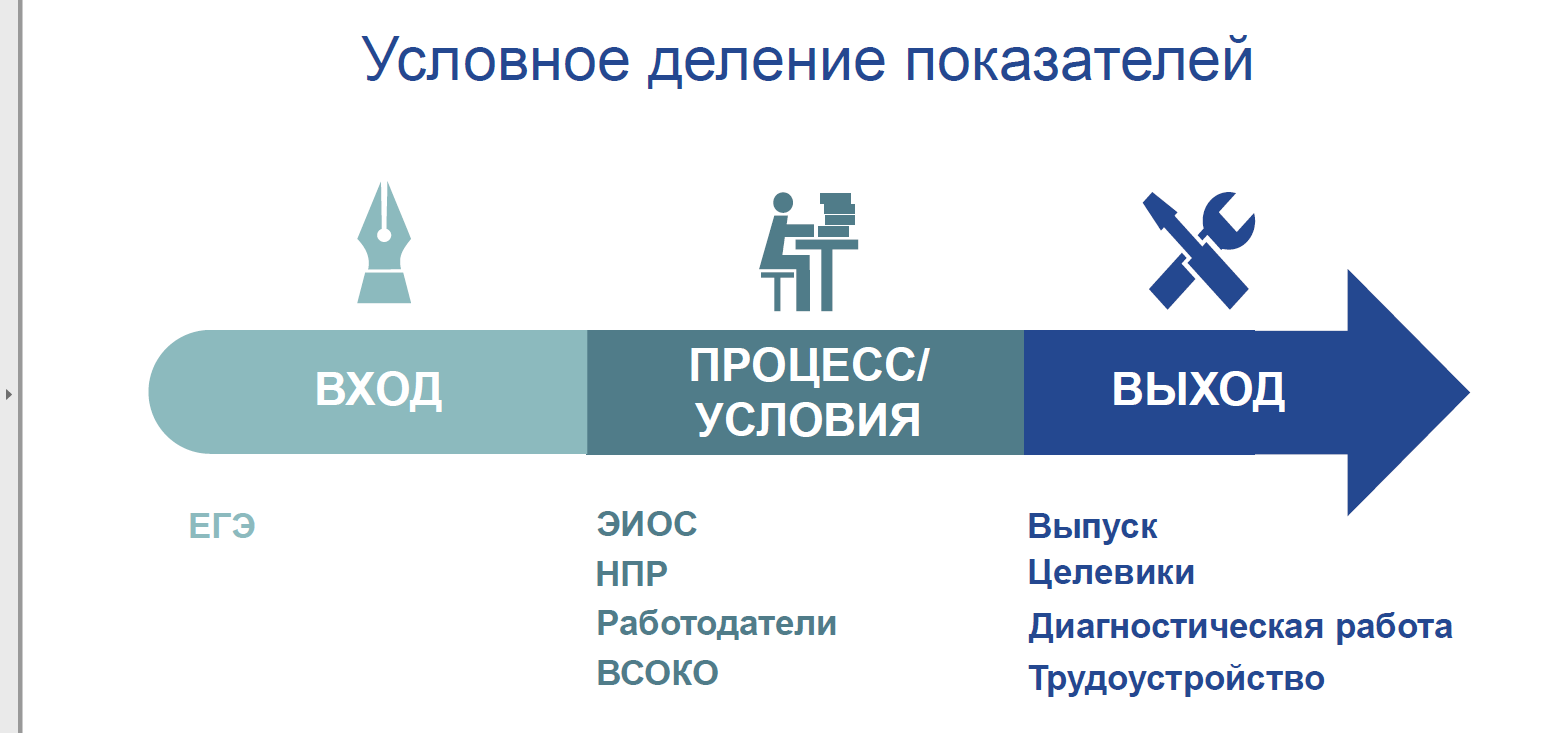 Условное деление показателей
ВХОД
ПРОЦЕСС/
УСЛОВИЯ
ВЫХОД
ЕГЭ
ЭИОС
НПР
Работодатели
ВСОКО
Выпуск
Целевики
Диагностическая работа
Трудоустройство